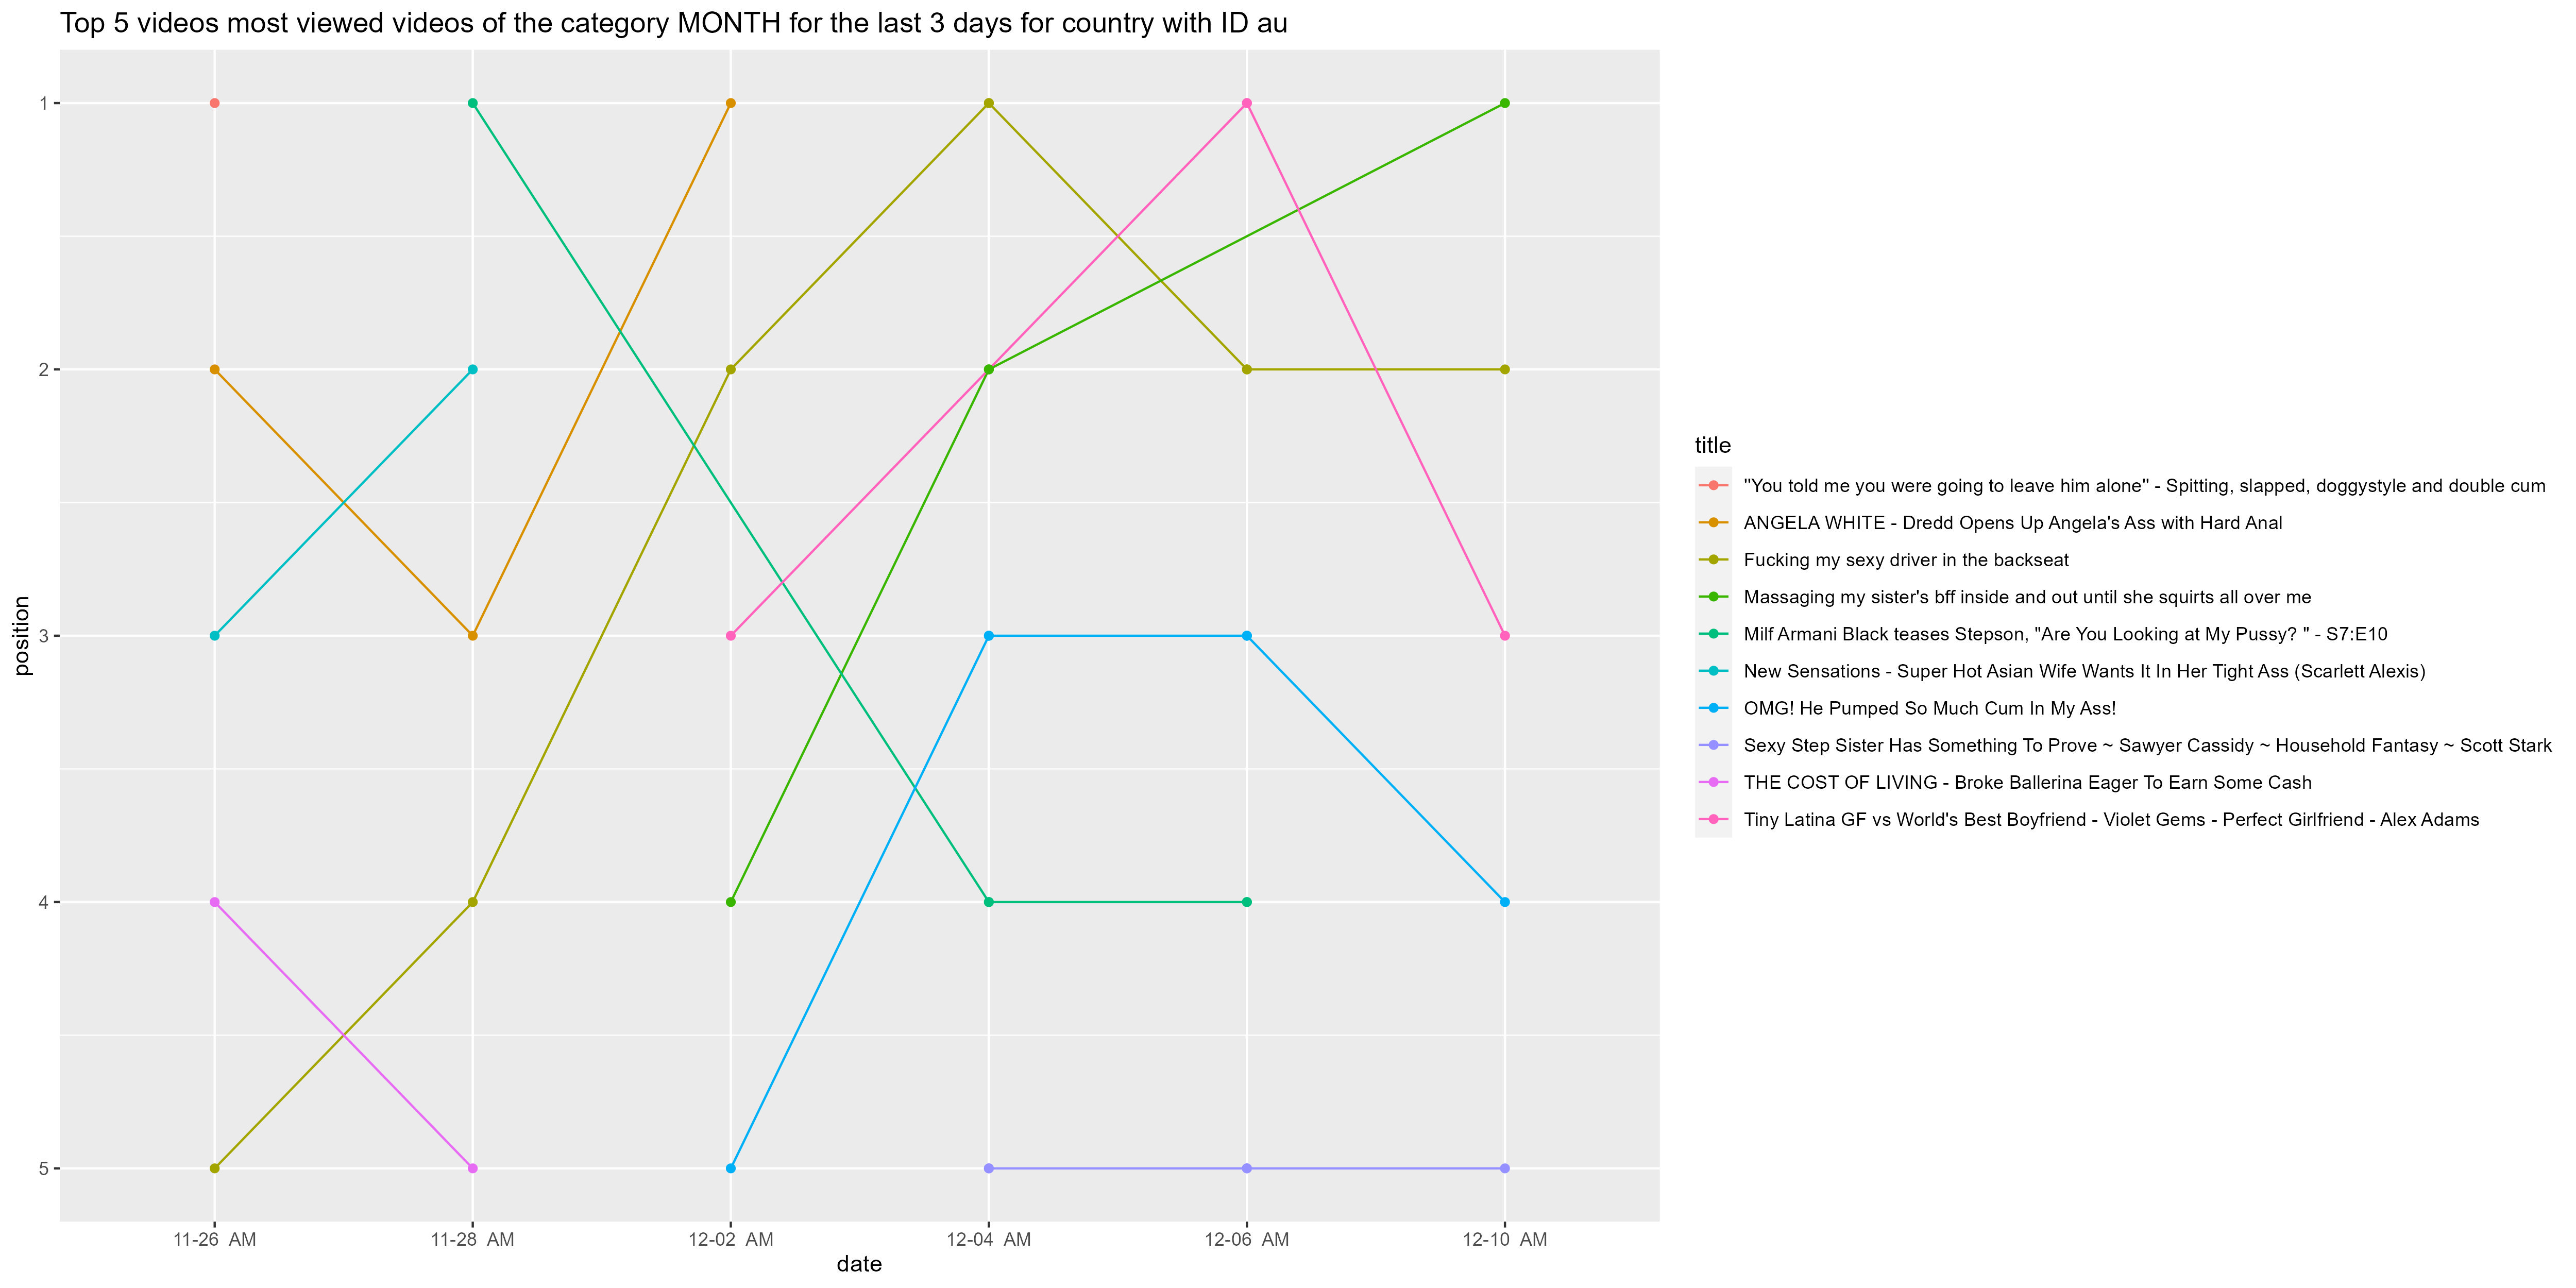 Top 5 videos most viewed videos of the category MONTH for the last 3 days for country with ID au
position
1
2
3
4
5
11-26 AM
11-28 AM
12-02 AM
12-04 AM
12-06 AM
12-10 AM
date
title
"You told me you were going to leave him alone" - Spitting, slapped, doggystyle and double cum
ANGELA WHITE - Dredd Opens Up Angela's Ass with Hard Anal
Fucking my sexy driver in the backseat
Massaging my sister's bff inside and out until she squirts all over me
Milf Armani Black teases Stepson, "Are You Looking at My Pussy? " - S7:E10
New Sensations - Super Hot Asian Wife Wants It In Her Tight Ass (Scarlett Alexis)
OMG! He Pumped So Much Cum In My Ass!
Sexy Step Sister Has Something To Prove ~ Sawyer Cassidy ~ Household Fantasy ~ Scott Stark
THE COST OF LIVING - Broke Ballerina Eager To Earn Some Cash
Tiny Latina GF vs World's Best Boyfriend - Violet Gems - Perfect Girlfriend - Alex Adams